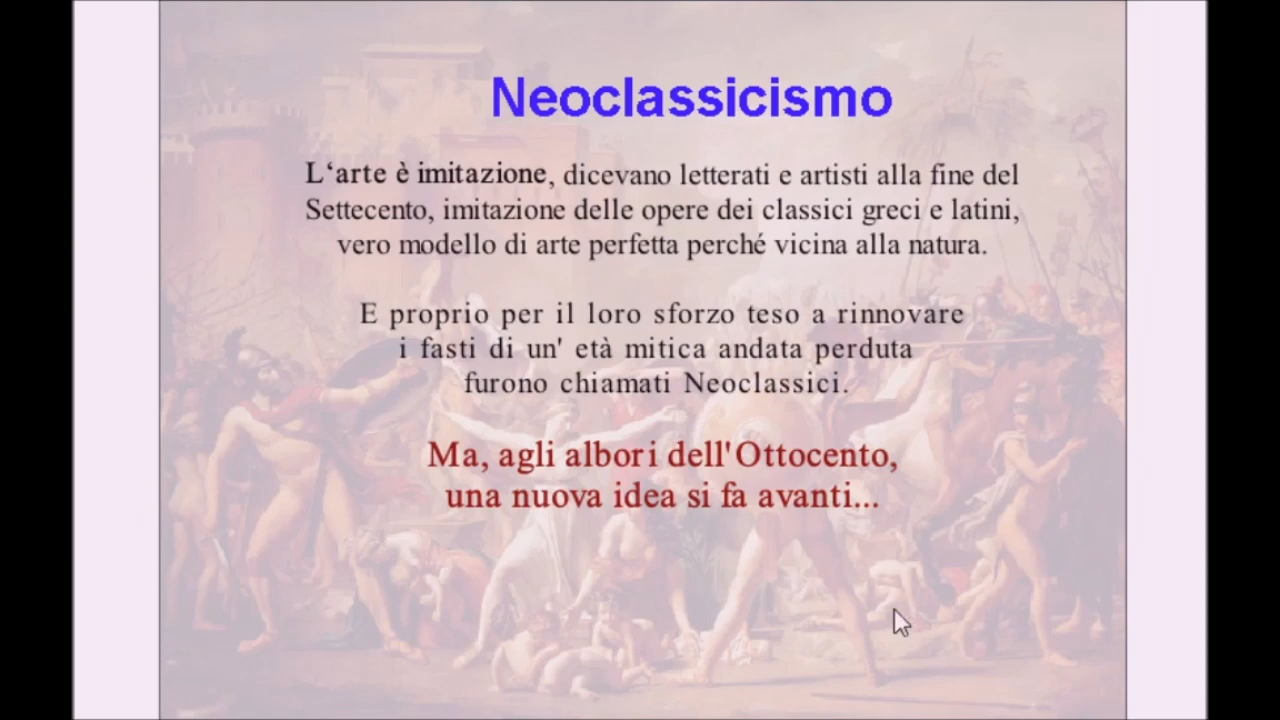 Neoclassicismo
L‘arte è imitazione, dicevano letterati e artisti alla fine del
Settecento, imitazione delle opere dei classici greci e latini,
vero modello di arte perfetta perché vicina alla natura.
E proprio per il loro sforzo teso a rinnovare
i fasti di un' età mitica andata perduta
furono chiamati Neoclassici.
Ma, agli albori dell'Ottocento,
una nuova idea si fa avanti...